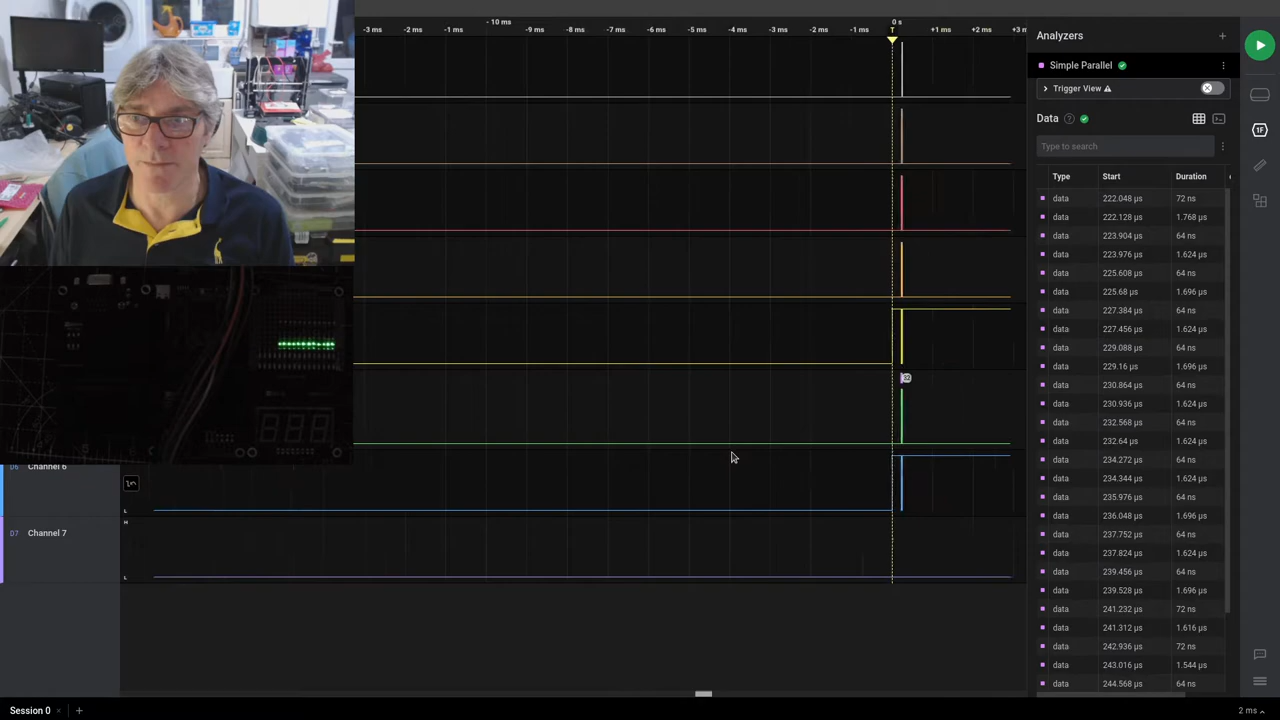 -3 ms -2 ms -1 ms - 10 ms -9 ms -8 ms -7 ms -6 ms -5 ms -4 ms -3 ms -2 ms -1 ms 0 s +1 ms +2 ms +3 m
T
Analyzers
Simple Parallel
Trigger View
Data
Type to search
Type Start Duration
data 222.048 µs 72 ns
data 222.128 µs 1.768 µs
data 223.904 µs 64 ns
data 223.976 µs 1.624 µs
data 225.608 µs 64 ns
data 225.68 µs 1.696 µs
data 227.384 µs 64 ns
data 227.456 µs 1.624 µs
data 229.088 µs 64 ns
data 229.16 µs 1.696 µs
data 230.864 µs 64 ns
data 230.936 µs 1.624 µs
data 232.568 µs 64 ns
data 232.64 µs 1.624 µs
data 234.272 µs 64 ns
data 234.344 µs 1.624 µs
data 235.976 µs 64 ns
data 236.048 µs 1.696 µs
data 237.752 µs 64 ns
data 237.824 µs 1.624 µs
data 239.456 µs 64 ns
data 239.528 µs 1.696 µs
data 241.232 µs 72 ns
data 241.312 µs 1.616 µs
data 242.936 µs 72 ns
data 243.016 µs 1.544 µs
data 244.568 µs 64 ns
D6 Channel 6
L
H
D7 Channel 7
L
1F
Session 0
2 ms